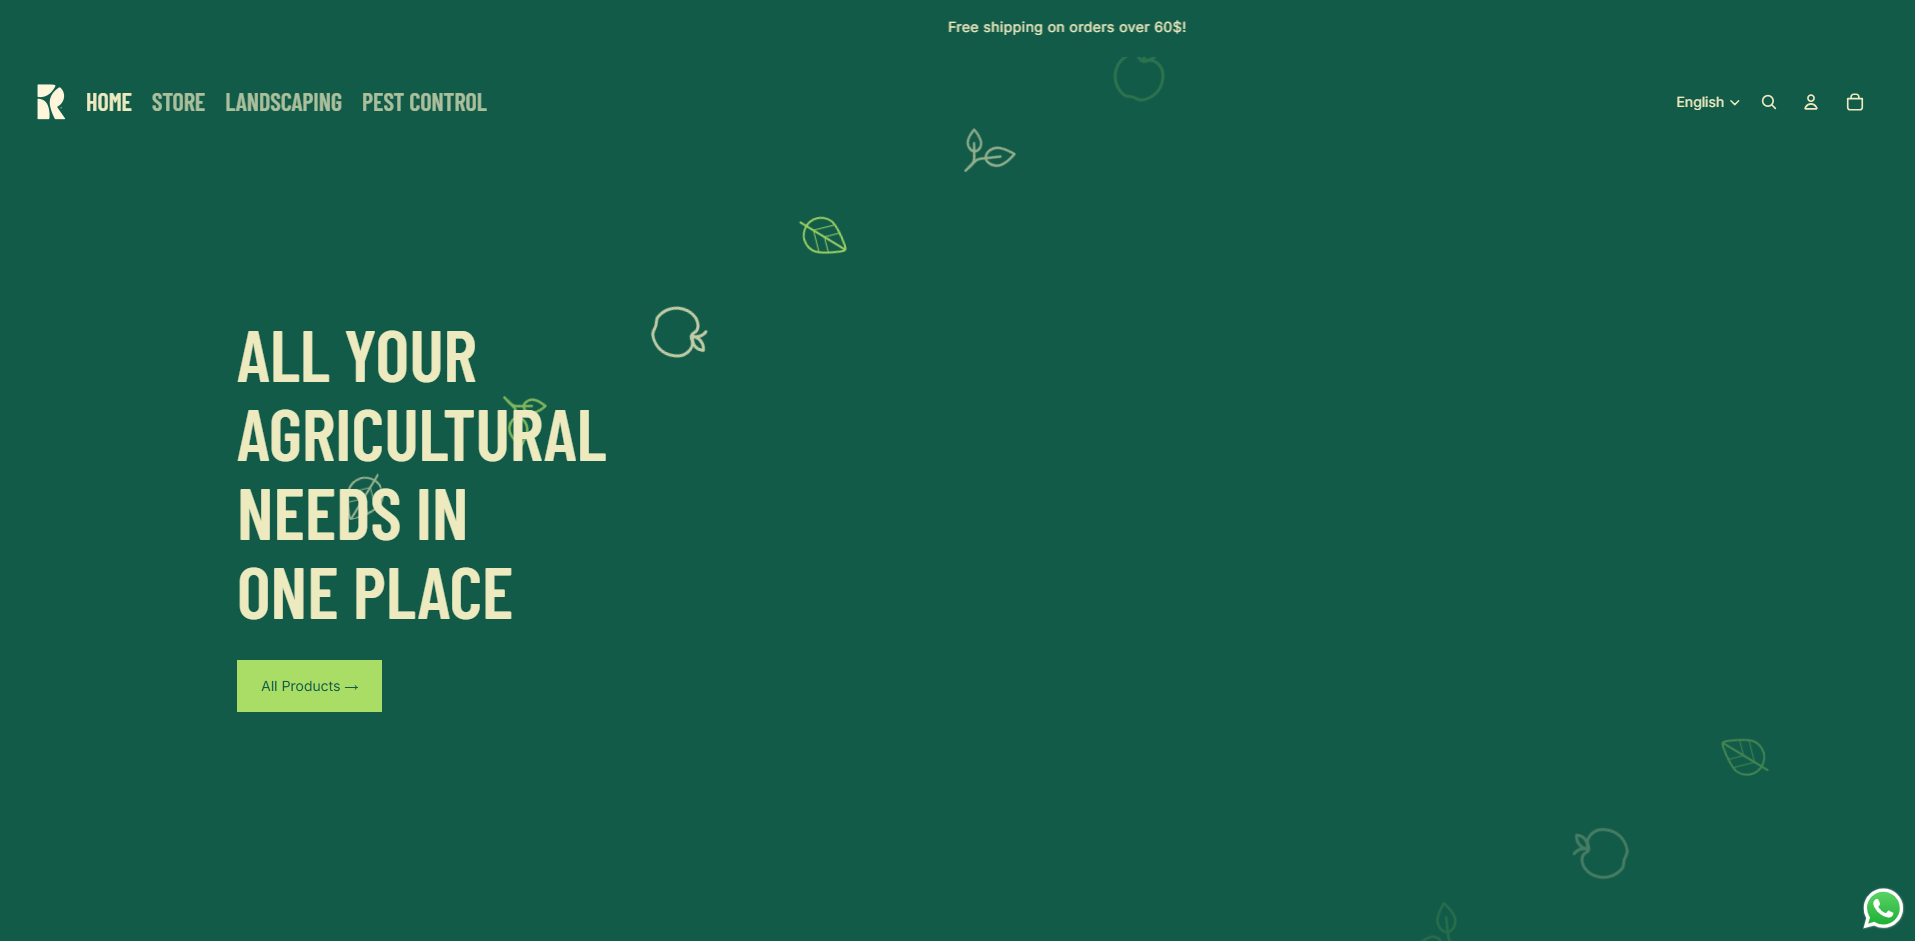 Free shipping on orders over 60$!
HOME STORE LANDSCAPING PEST CONTROL
English
ALL YOUR
AGRICULTURAL
NEEDS IN
ONE PLACE
All Products →